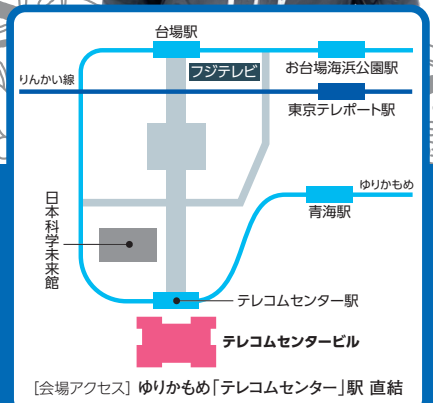 台場駅
フジテレビ
お台場海浜公園駅
りんかい線
東京テレポート駅
ゆりかもめ
青海駅
日本科学未来館
テレコムセンター駅
テレコムセンタービル
[会場アクセス] ゆりかもめ「テレコムセンター」駅 直結